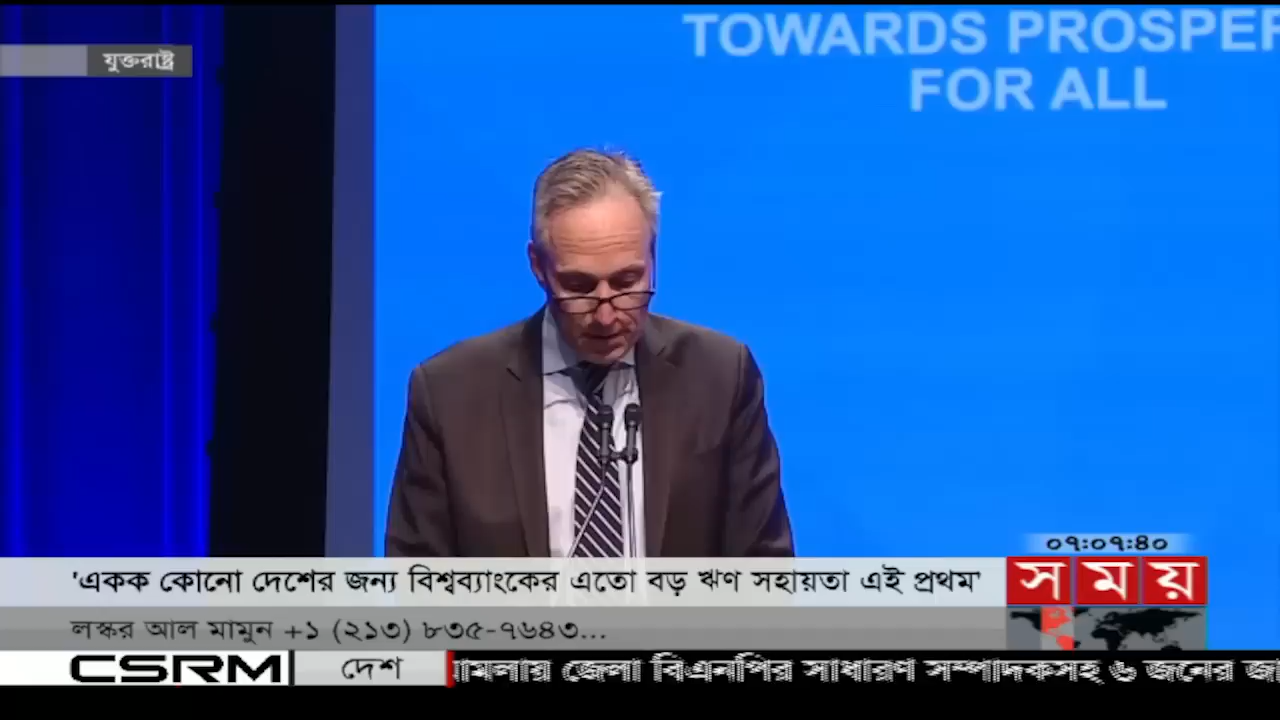 TOWARDS PROSPER
FOR ALL
যুক্তরাষ্ট্র
০৭:০৭:৪০
সময়
'একক কোনো দেশের জন্য বিশ্বব্যাংকের এতো বড় ঋণ সহায়তা এই প্রথম'
লস্কর আল মামুন +১ (২১৩) ৮৩৫-৭৬৪৩...
CSRM
দেশ
জেলা বিএনপির সাধারণ সম্পাদকসহ ৬ জনের